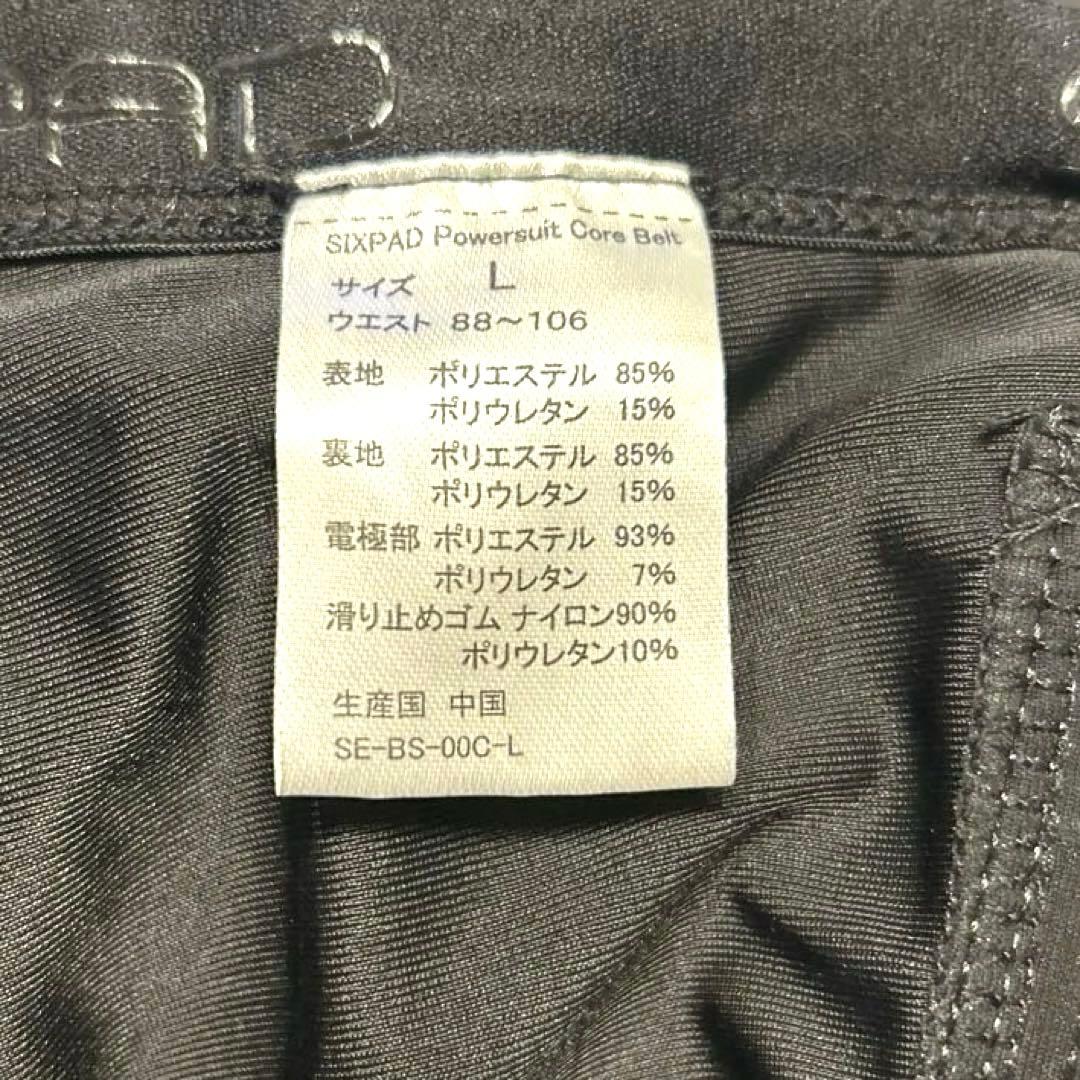 PAD
SIXPAD Powersuit Core Belt
サイズ L
ウエスト 88～106
表地 ポリエステル 85%
ポリウレタン 15%
裏地 ポリエステル 85%
ポリウレタン 15%
電極部 ポリエステル 93%
ポリウレタン 7%
滑り止めゴム ナイロン90%
ポリウレタン10%
生産国 中国
SE-BS-00C-L